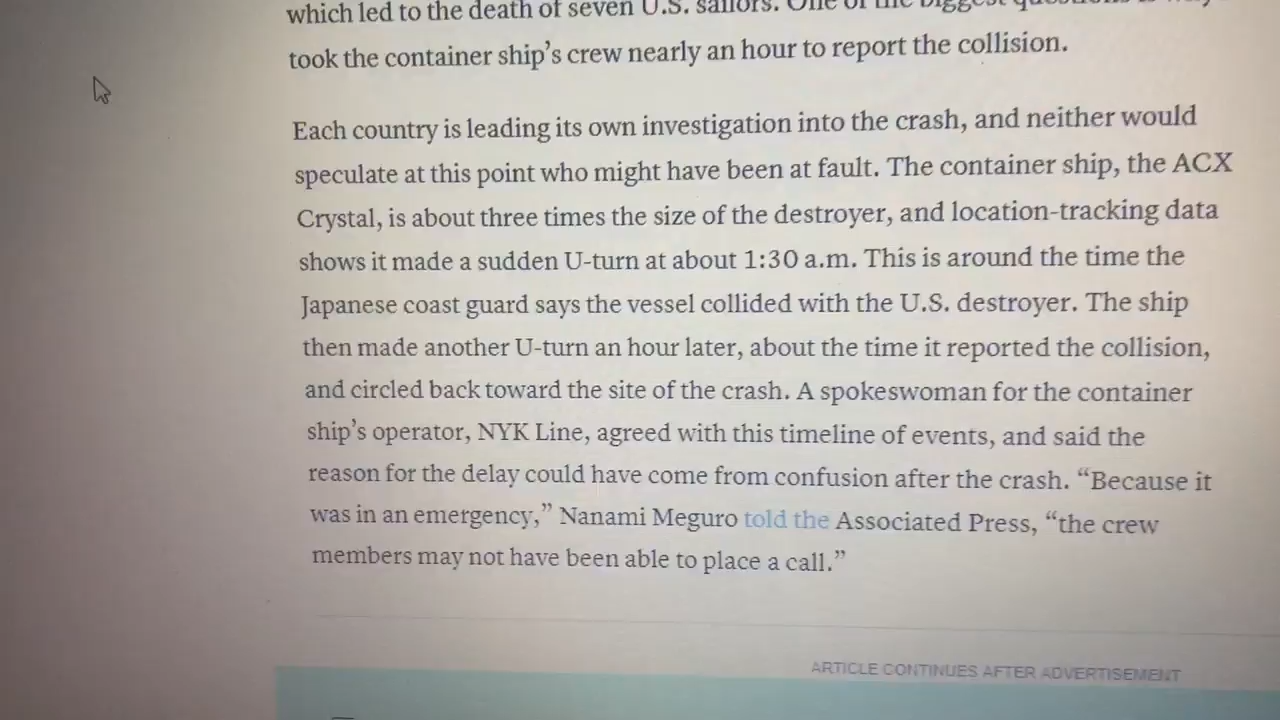 which led to the death of seven U.S. sailors. One of the biggest
took the container ship’s crew nearly an hour to report the collision.
Each country is leading its own investigation into the crash, and neither would
speculate at this point who might have been at fault. The container ship, the ACX
Crystal, is about three times the size of the destroyer, and location-tracking data
shows it made a sudden U-turn at about 1:30 a.m. This is around the time the
Japanese coast guard says the vessel collided with the U.S. destroyer. The ship
then made another U-turn an hour later, about the time it reported the collision,
and circled back toward the site of the crash. A spokeswoman for the container
ship’s operator, NYK Line, agreed with this timeline of events, and said the
reason for the delay could have come from confusion after the crash. “Because it
was in an emergency,” Nanami Meguro told the Associated Press, “the crew
members may not have been able to place a call.”
ARTICLE CONTINUES AFTER ADVERTISEMENT